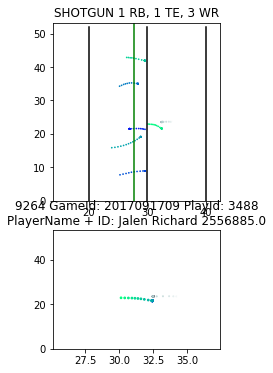 SHOTGUN 1 RB, 1 TE, 3 WR
50
40
30
20
10
0
20 30 40
9264 GameId: 2017091709 PlayId: 3488
PlayerName + ID: Jalen Richard 2556885.0
40
20
0
27.5 30.0 32.5 35.0